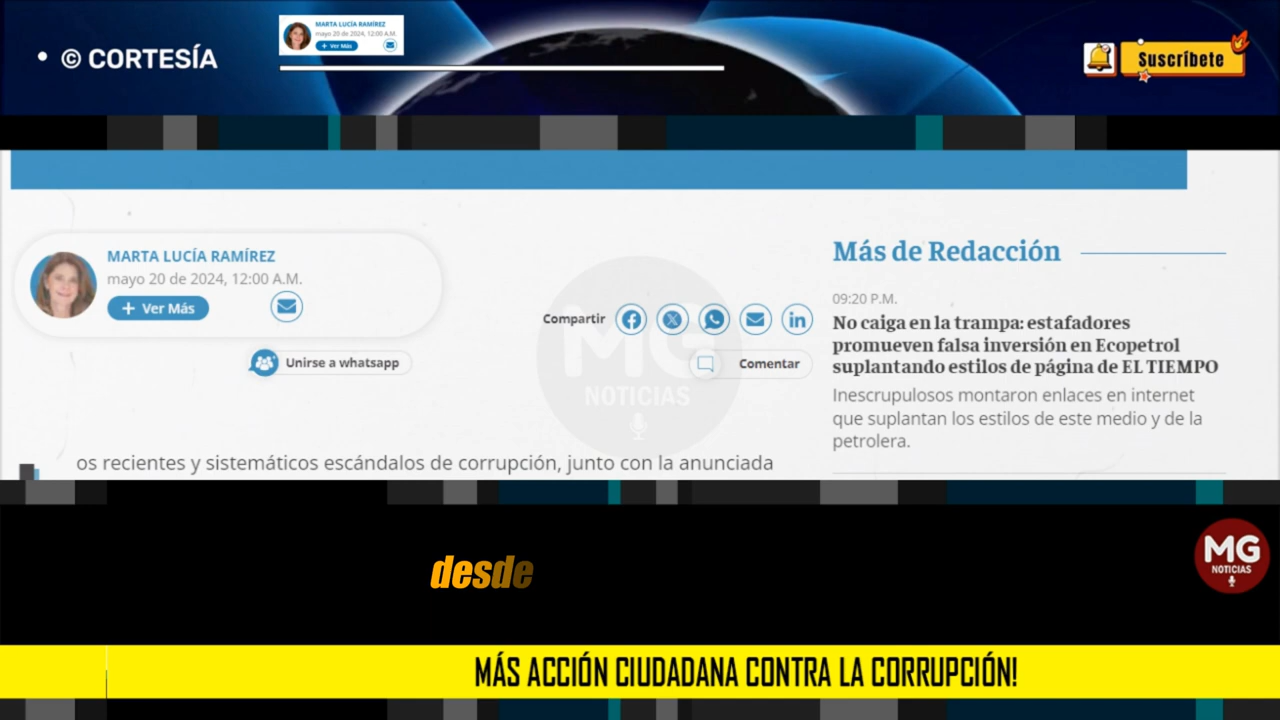 • © CORTESÍA
MARTA LUCÍA RAMÍREZ
mayo 20 de 2024, 12:00 A.M.
+ Ver Más
Suscríbete
MARTA LUCÍA RAMÍREZ
mayo 20 de 2024, 12:00 A.M.
+ Ver Más
Unirse a whatsapp
Compartir
Comentar
MG
NOTICIAS
Más de Redacción
09:20 P.M.
No caiga en la trampa: estafadores
promueven falsa inversión en Ecopetrol
suplantando estilos de página de EL TIEMPO
Inescrupulosos montaron enlaces en internet
que suplantan los estilos de este medio y de la
petrolera.
os recientes y sistemáticos escándalos de corrupción, junto con la anunciada
desde
MG
NOTICIAS
MÁS ACCIÓN CIUDADANA CONTRA LA CORRUPCIÓN!